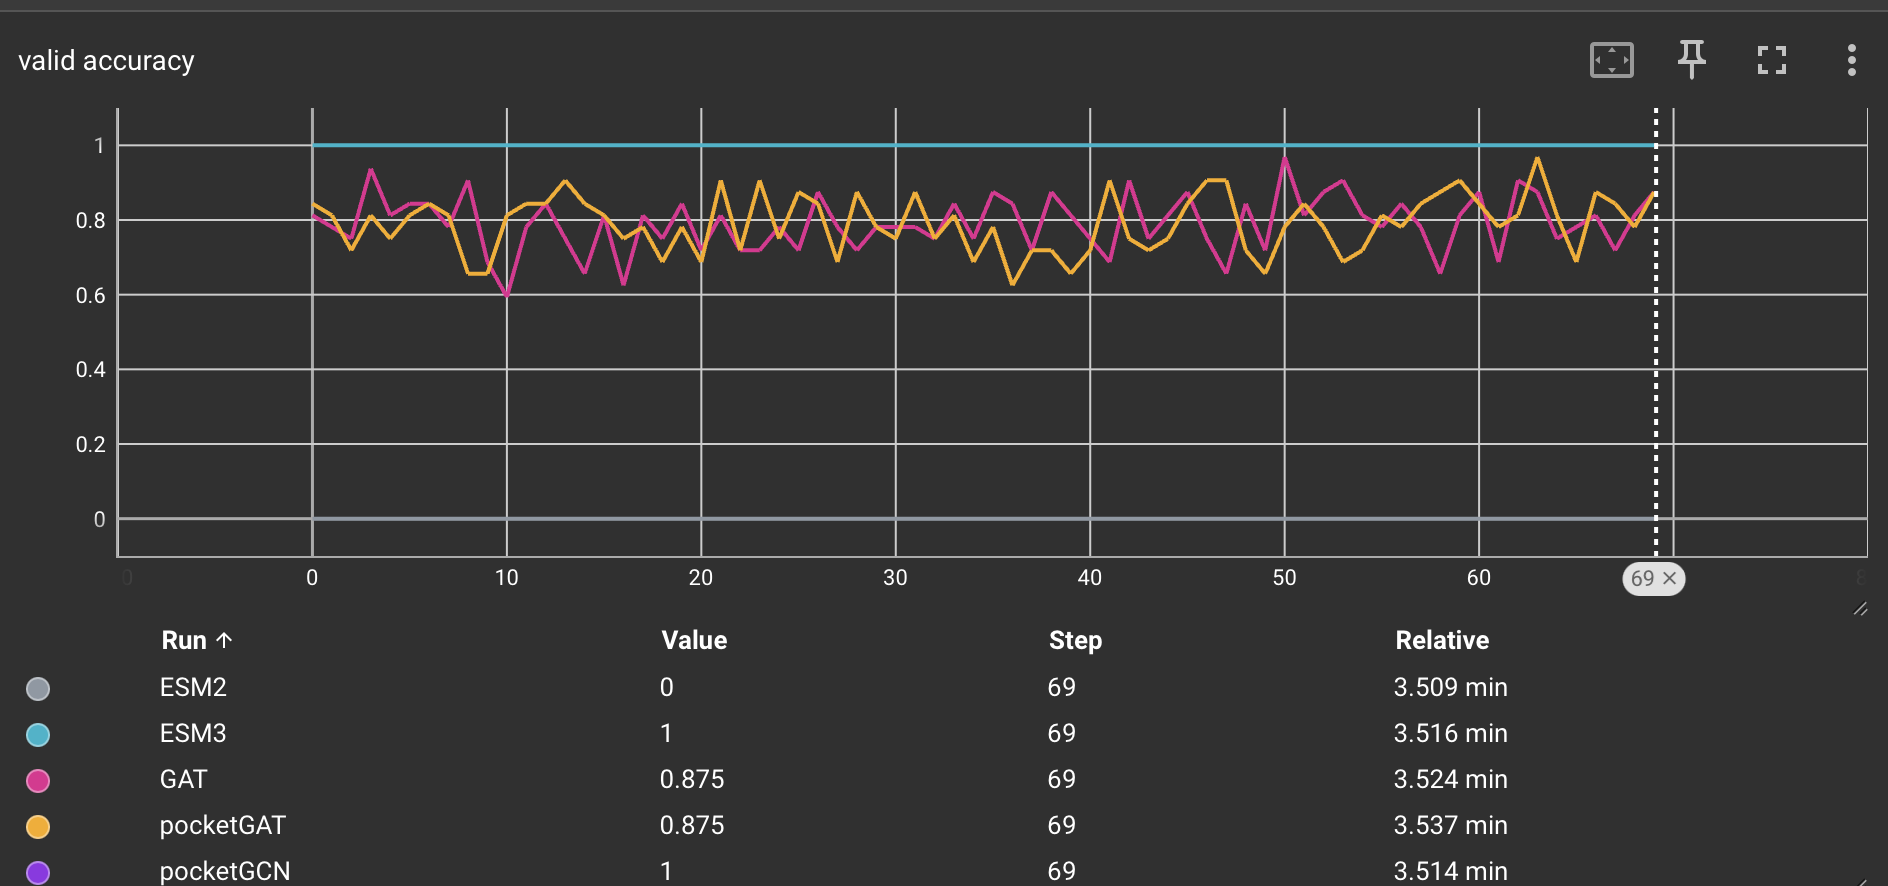 valid accuracy
1
0.8
0.6
0.4
0.2
0
0 0 10 20 30 40 50 60 69 × 8
Run ↑ Value Step Relative
ESM2 0 69 3.509 min
ESM3 1 69 3.516 min
GAT 0.875 69 3.524 min
pocketGAT 0.875 69 3.537 min
pocketGCN 1 69 3.514 min